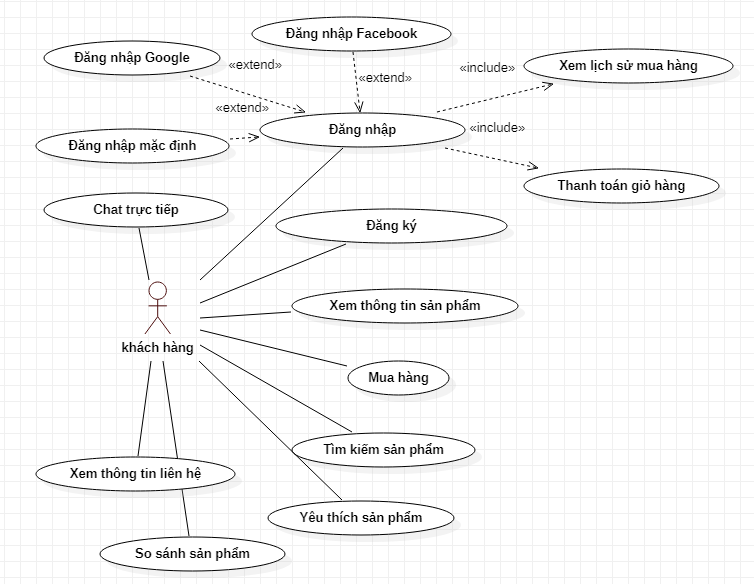 Đăng nhập Facebook
Đăng nhập Google
«extend»
«extend»
«include»
Xem lịch sử mua hàng
«extend»
Đăng nhập
«include»
Đăng nhập mặc định
Thanh toán giỏ hàng
Chat trực tiếp
Đăng ký
Xem thông tin sản phẩm
khách hàng
Mua hàng
Tìm kiếm sản phẩm
Xem thông tin liên hệ
Yêu thích sản phẩm
So sánh sản phẩm